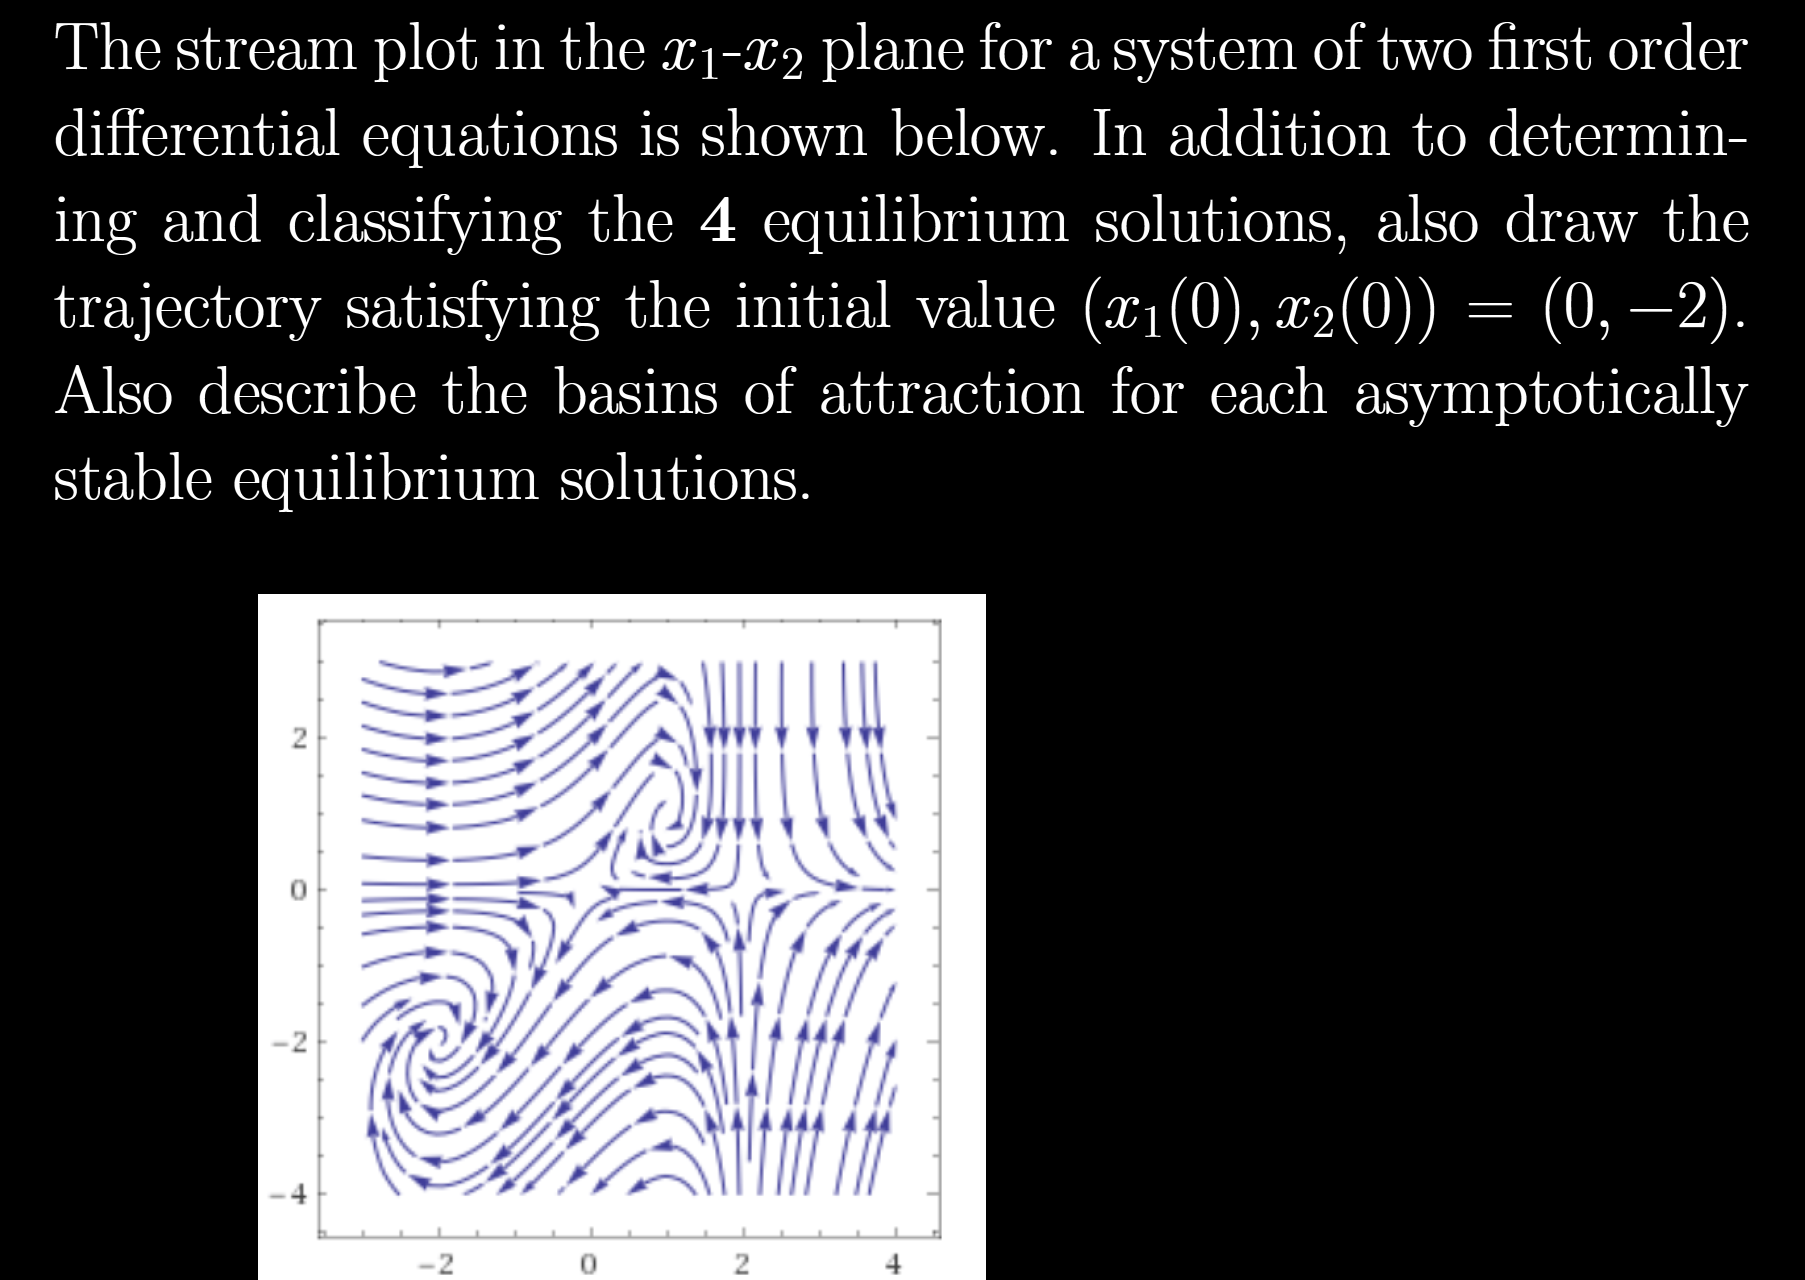 The stream plot in the x₁-x₂ plane for a system of two first order
differential equations is shown below. In addition to determin-
ing and classifying the 4 equilibrium solutions, also draw the
trajectory satisfying the initial value (x₁(0), x₂(0)) = (0, −2).
Also describe the basins of attraction for each asymptotically
stable equilibrium solutions.
2
0
−2
−4
−2 0 2 4